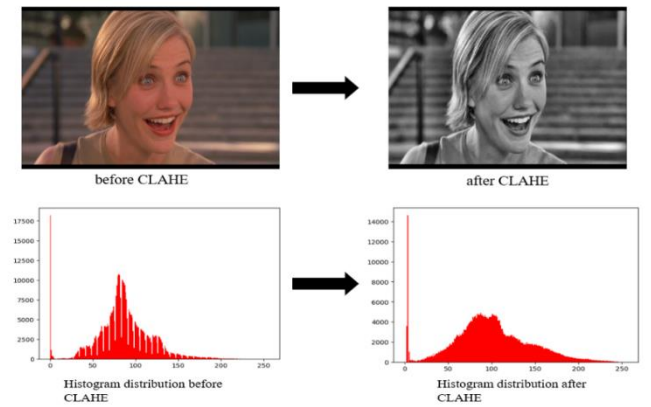 before CLAHE
after CLAHE
17500
15000
12500
10000
7500
5000
2500
0
0 50 100 150 200 250
14000
12000
10000
8000
6000
4000
2000
0
0 50 100 150 200 250
Histogram distribution before
CLAHE
Histogram distribution after
CLAHE